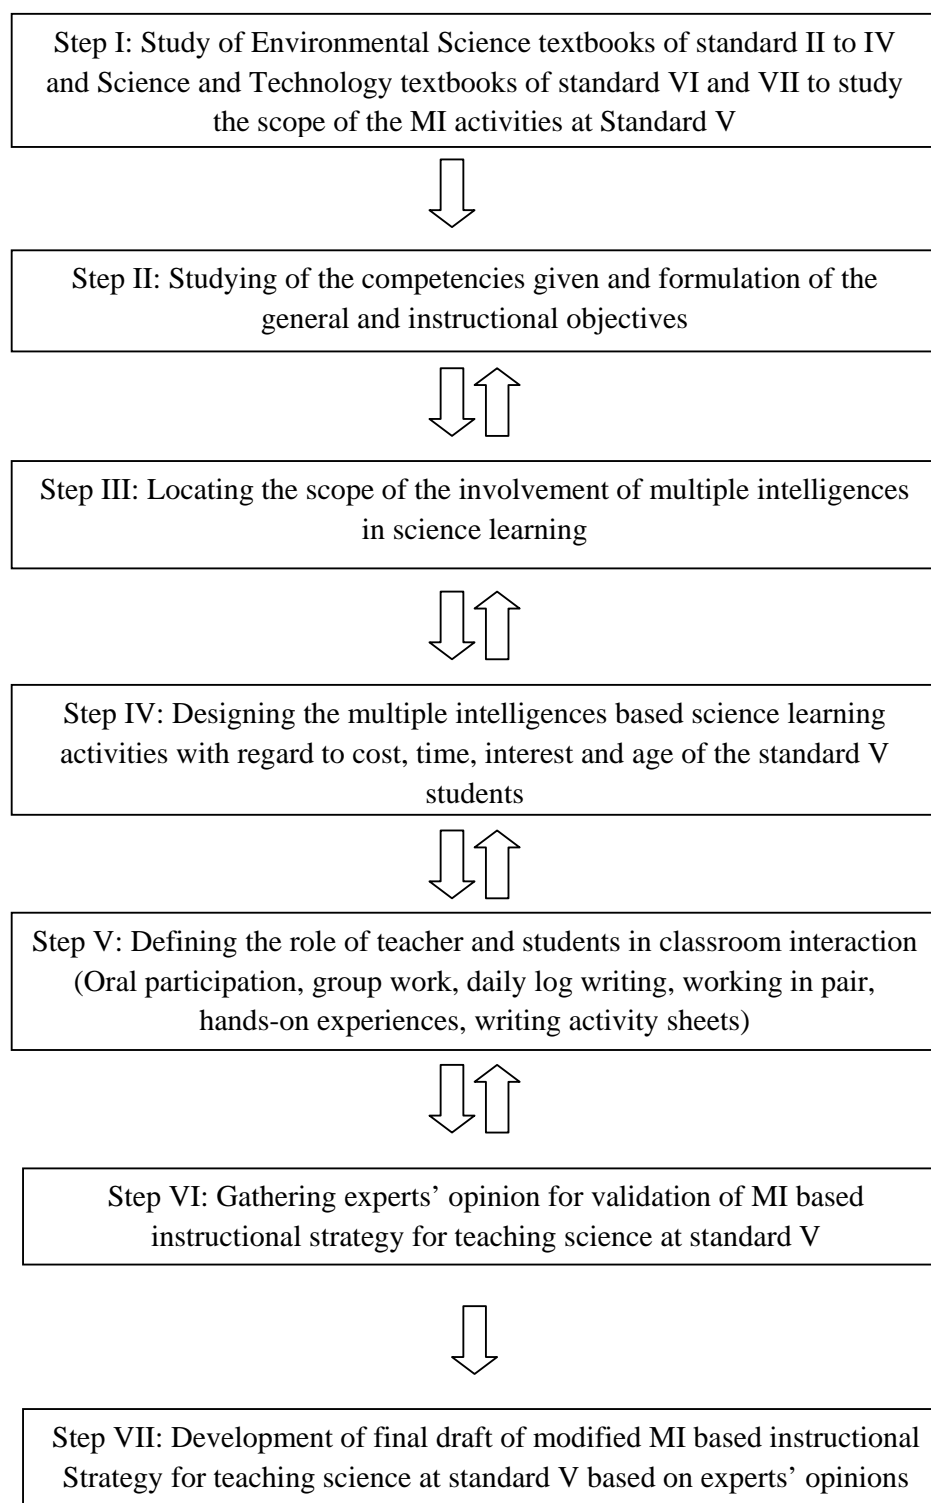 Step I: Study of Environmental Science textbooks of standard II to IV
and Science and Technology textbooks of standard VI and VII to study
the scope of the MI activities at Standard V
Step II: Studying of the competencies given and formulation of the
general and instructional objectives
Step III: Locating the scope of the involvement of multiple intelligences
in science learning
Step IV: Designing the multiple intelligences based science learning
activities with regard to cost, time, interest and age of the standard V
students
Step V: Defining the role of teacher and students in classroom interaction
(Oral participation, group work, daily log writing, working in pair,
hands-on experiences, writing activity sheets)
Step VI: Gathering experts’ opinion for validation of MI based
instructional strategy for teaching science at standard V
Step VII: Development of final draft of modified MI based instructional
Strategy for teaching science at standard V based on experts’ opinions